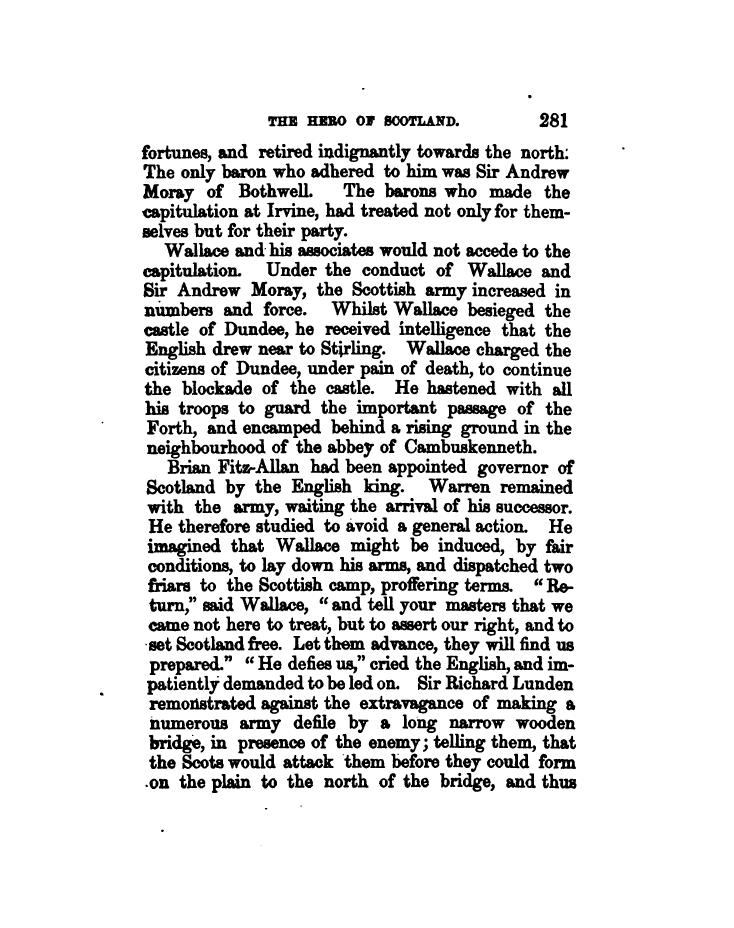 THE HERO OF SCOTLAND. 281
fortunes, and retired indignantly towards the north.
The only baron who adhered to him was Sir Andrew
Moray of Bothwell. The barons who made the
capitulation at Irvine, had treated not only for them-
selves but for their party.
Wallace and his associates would not accede to the
capitulation. Under the conduct of Wallace and
Sir Andrew Moray, the Scottish army increased in
numbers and force. Whilst Wallace besieged the
castle of Dundee, he received intelligence that the
English drew near to Stirling. Wallace charged the
citizens of Dundee, under pain of death, to continue
the blockade of the castle. He hastened with all
his troops to guard the important passage of the
Forth, and encamped behind a rising ground in the
neighbourhood of the abbey of Cambuskenneth.
Brian Fitz-Allan had been appointed governor of
Scotland by the English king. Warren remained
with the army, waiting the arrival of his successor.
He therefore studied to avoid a general action. He
imagined that Wallace might be induced, by fair
conditions, to lay down his arms, and dispatched two
friars to the Scottish camp, proffering terms. “Re-
turn,” said Wallace, “and tell your masters that we
came not here to treat, but to assert our right, and to
set Scotland free. Let them advance, they will find us
prepared.” “He defies us,” cried the English, and im-
patiently demanded to be led on. Sir Richard Lunden
remonstrated against the extravagance of making a
numerous army defile by a long narrow wooden
bridge, in presence of the enemy; telling them, that
the Scots would attack them before they could form
on the plain to the north of the bridge, and thus